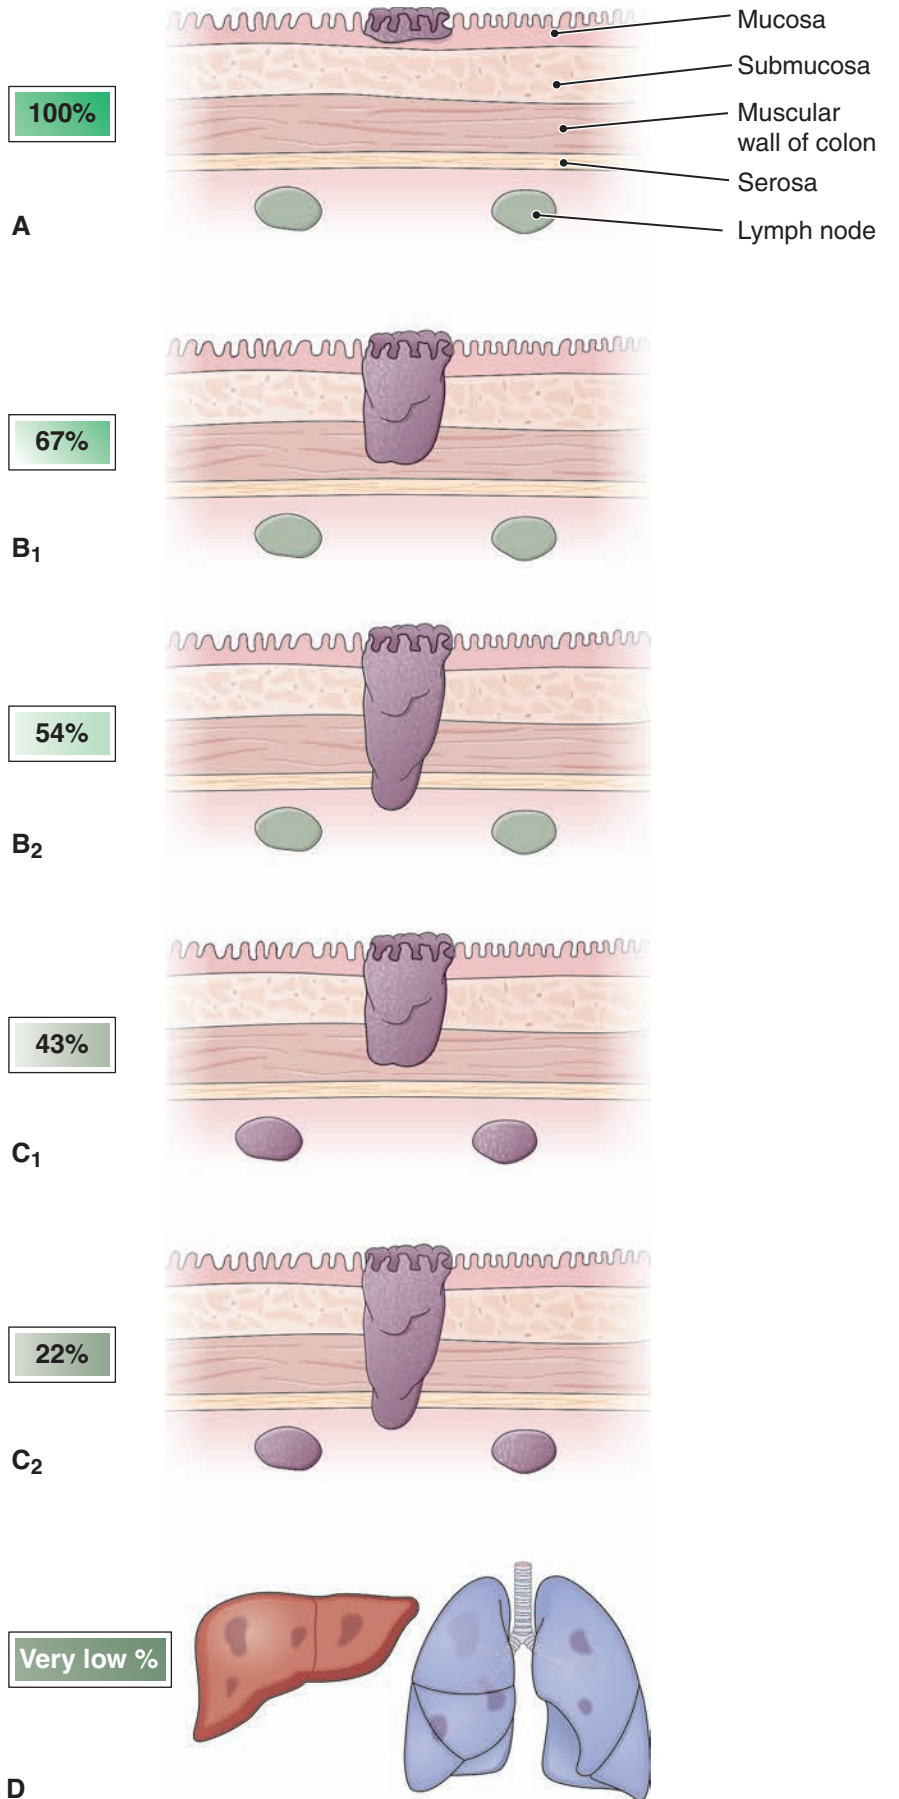 Mucosa
Submucosa
100%
Muscular
wall of colon
Serosa
A
Lymph node
67%
B1
54%
B2
43%
C1
22%
C2
Very low %
D